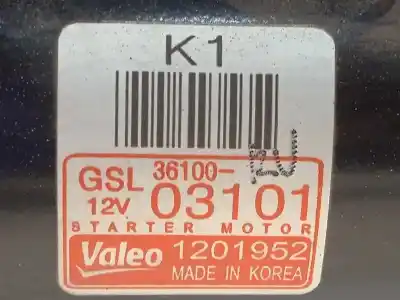 K1
GSL 36100-
12V 03101
STARTER MOTOR
Valeo 1201952
MADE IN KOREA